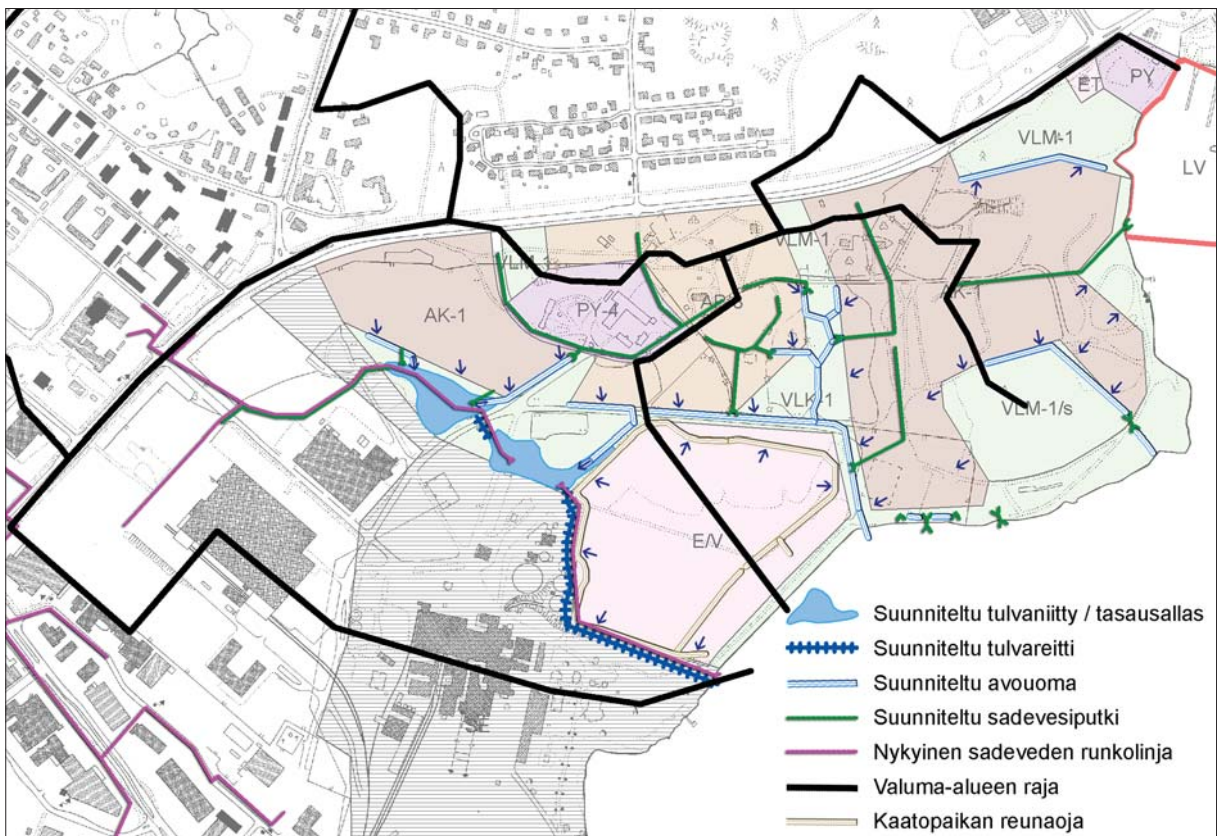 ET
PY
VLM-1
LV
VLM-1
VLM-1
AK-1
PY-4
AK-1
VLK-1
VLM-1/s
E/V
Suunniteltu tulvaniitty / tasausallas
Suunniteltu tulvareitti
Suunniteltu avouoma
Suunniteltu sadevesiputki
Nykyinen sadeveden runkolinja
Valuma-alueen raja
Kaatopaikan reunaoja